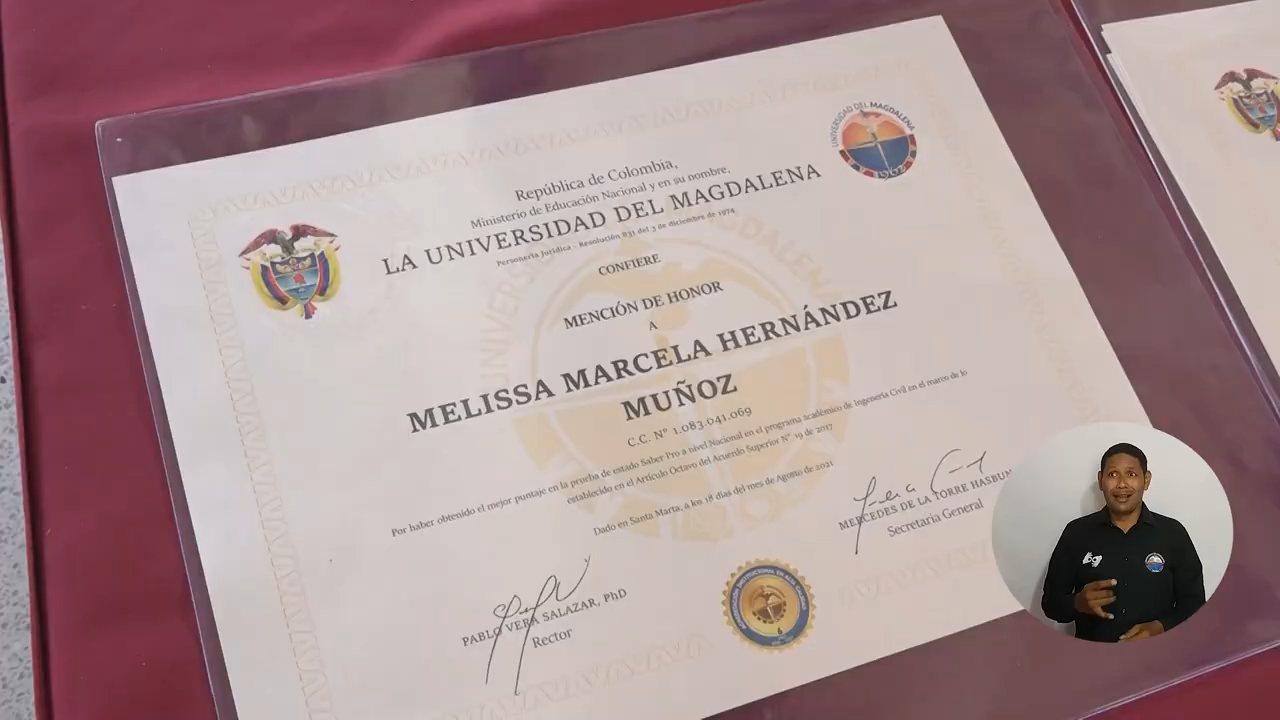 República de Colombia,
Ministerio de Educación Nacional y en su nombre,
LA UNIVERSIDAD DEL MAGDALENA
Personería Jurídica - Resolución 831 del 3 de diciembre de 1974
UNIVERSIDAD DEL MAGDALENA
1962
CONFIERE
MENCIÓN DE HONOR
A
MELISSA MARCELA HERNÁNDEZ
MUÑOZ
C.C. N° 1.083.041.069
Por haber obtenido el mejor puntaje en la prueba de estado Saber Pro a nivel Nacional en el programa académico de Ingeniería Civil en el marco de lo
establecido en el Artículo Octavo del Acuerdo Superior N° 19 de 2017
Dado en Santa Marta, a los 18 días del mes de Agosto de 2021
MERCEDES DE LA TORRE HASBUN
Secretaria General
PABLO VERA SALAZAR, PhD
Rector